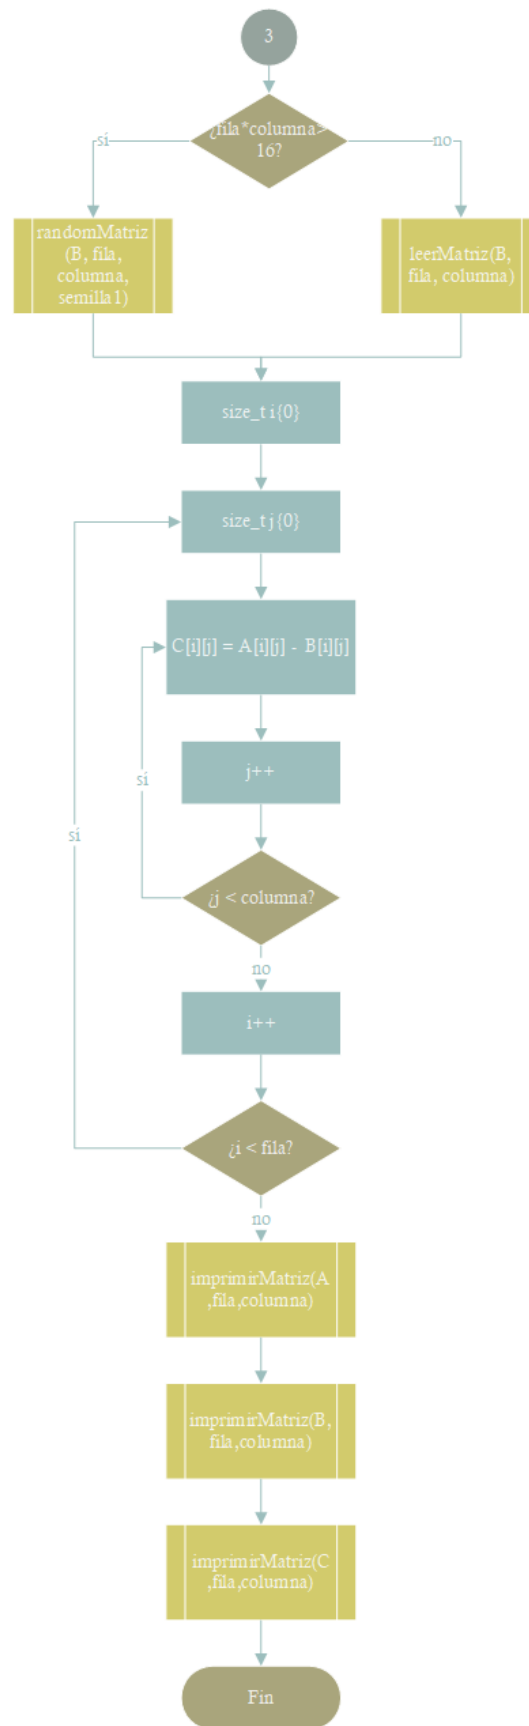 3
¿fila*columna>
16?
sí
no
randomMatriz
(B, fila,
columna,
semilla1)
leerMatriz(B,
fila, columna)
size_t i{0}
size_t j{0}
C[i][j] = A[i][j] - B[i][j]
j++
sí
sí
¿j < columna?
no
i++
¿i < fila?
no
imprimirMatriz(A
,fila,columna)
imprimirMatriz(B,
fila,columna)
imprimirMatriz(C
,fila,columna)
Fin